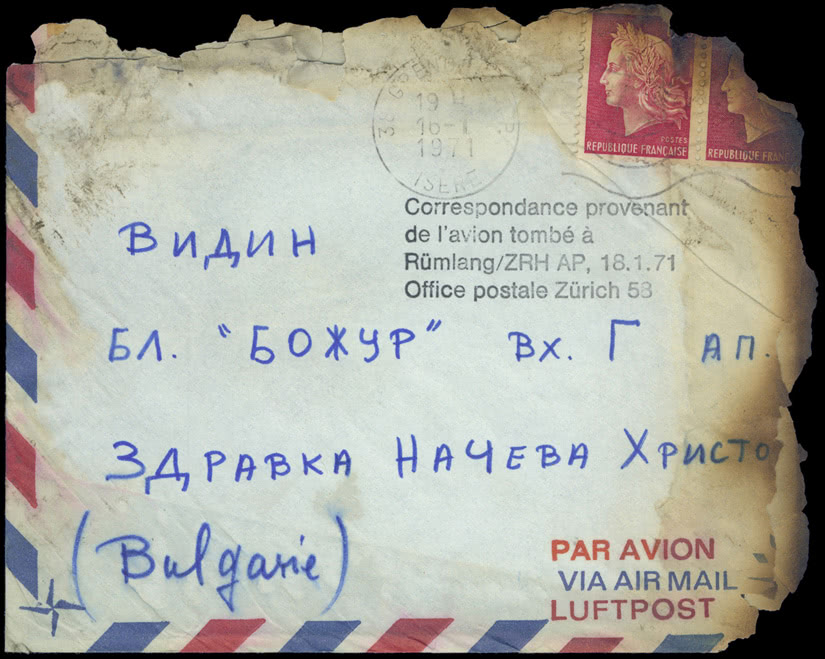 19 H
16-1
1971
ISERE
POSTES
REPUBLIQUE FRANÇAISE
REPUBLIQUE FRAN
Correspondance provenant
de l'avion tombé à
Rümlang/ZRH AP, 18.1.71
Office postale Zürich 58
ВИДИН
БЛ. "БОЖУР" ВХ. Г АП.
ЗДРАВКА НАЧЕВА ХРИСТО
(Bulgarie)
PAR AVION
VIA AIR MAIL
LUFTPOST